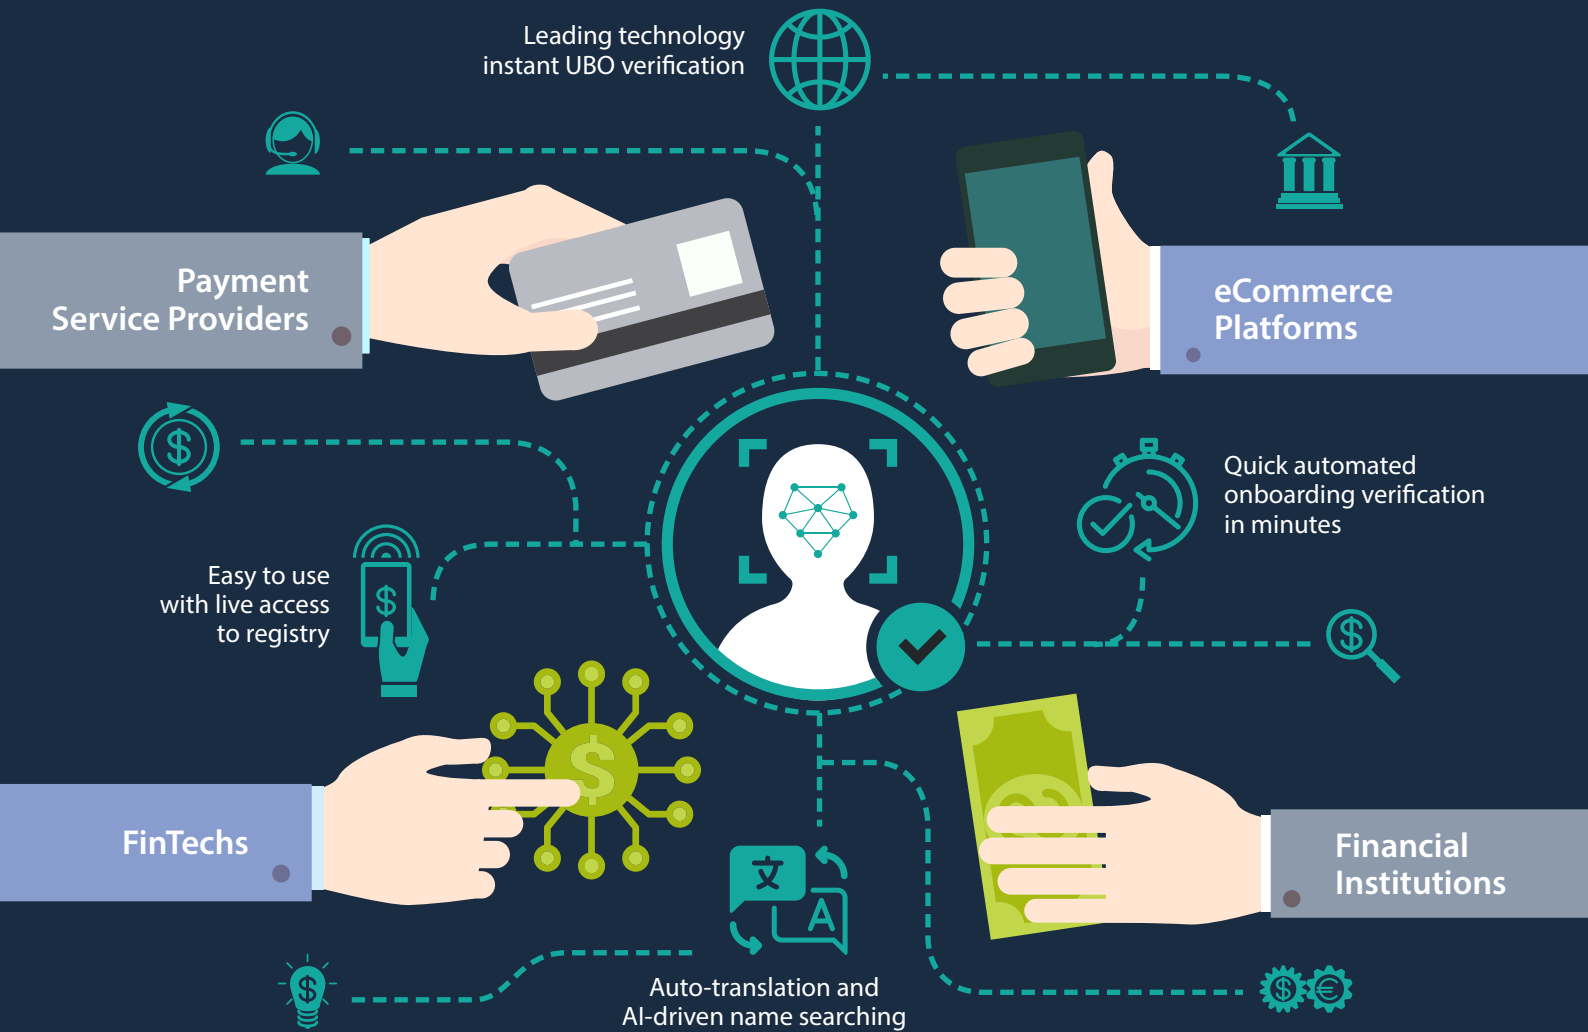 Leading technology
instant UBO verification
Payment
Service Providers
eCommerce
Platforms
$
Quick automated
onboarding verification
in minutes
Easy to use
with live access
to registry
$
$
$
FinTechs
Financial
Institutions
文
A
Auto-translation and
AI-driven name searching
$
$ €